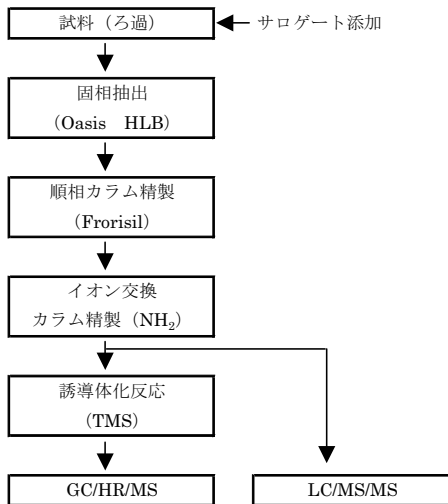 試料（ろ過）
サロゲート添加
固相抽出
（Oasis　HLB）
順相カラム精製
（Frorisil）
イオン交換
カラム精製（NH₂）
誘導体化反応
（TMS）
GC/HR/MS
LC/MS/MS